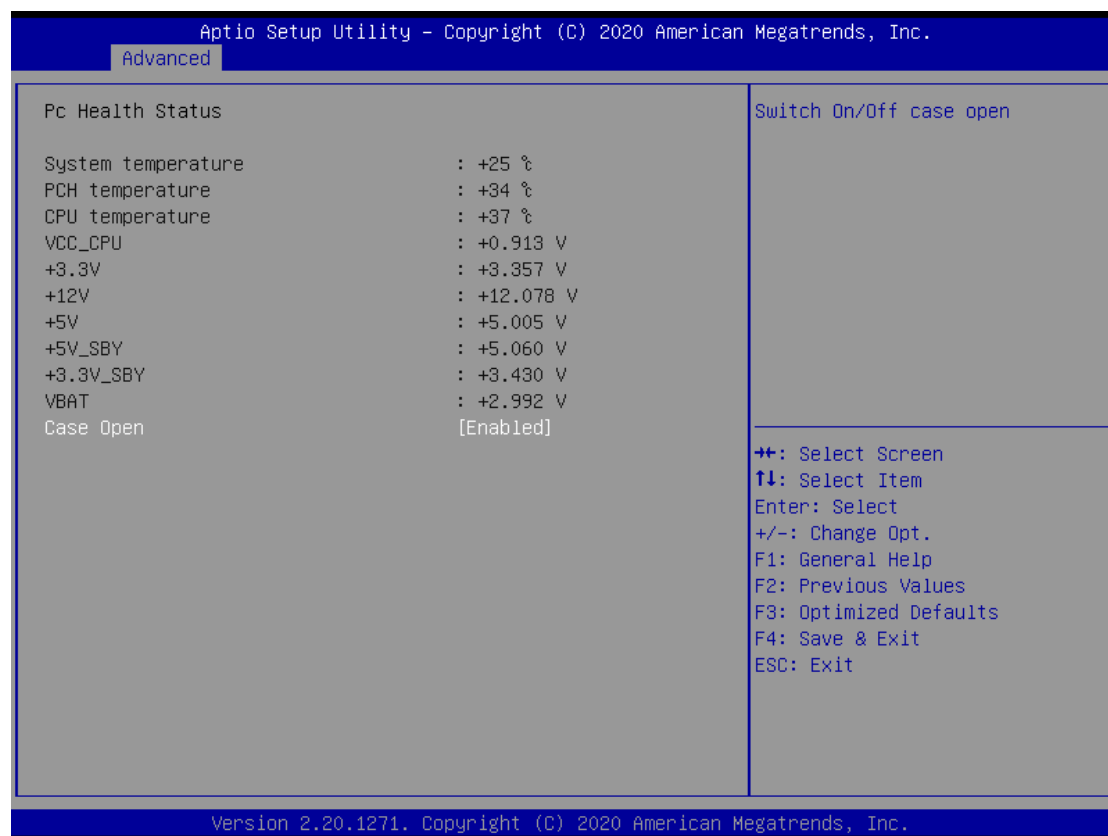 Aptio Setup Utility – Copyright (C) 2020 American Megatrends, Inc.
Advanced
Pc Health Status
System temperature : +25 ℃
PCH temperature : +34 ℃
CPU temperature : +37 ℃
VCC_CPU : +0.913 V
+3.3V : +3.357 V
+12V : +12.078 V
+5V : +5.005 V
+5V_SBY : +5.060 V
+3.3V_SBY : +3.430 V
VBAT : +2.992 V
Case Open [Enabled]
Switch On/Off case open
→←: Select Screen
↑↓: Select Item
Enter: Select
+/-: Change Opt.
F1: General Help
F2: Previous Values
F3: Optimized Defaults
F4: Save & Exit
ESC: Exit
Version 2.20.1271. Copyright (C) 2020 American Megatrends, Inc.